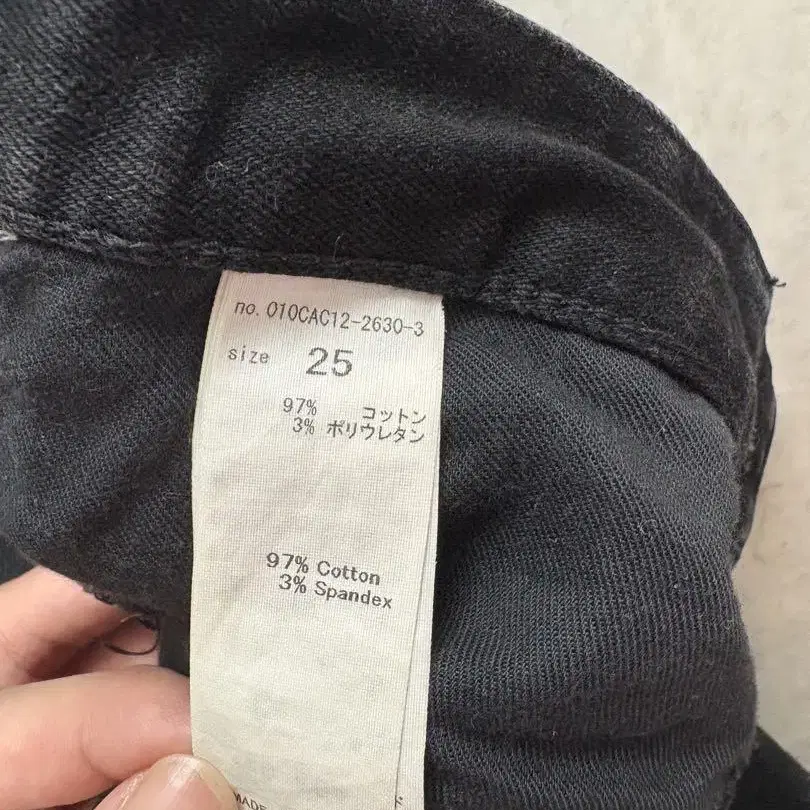 no. 010CAC12-2630-3
size 25
97% コットン
3% ポリウレタン
97% Cotton
3% Spandex
MADE